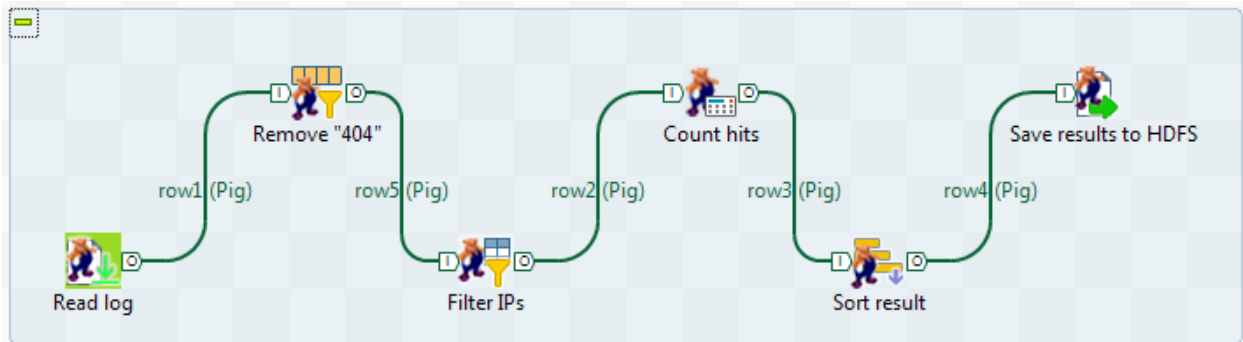 Remove "404"
Count hits
Save results to HDFS
row1 (Pig)
row5 (Pig)
row2 (Pig)
row3 (Pig)
row4 (Pig)
Read log
Filter IPs
Sort result
I
O
I
O
I
O
I
O
I
O
I
O